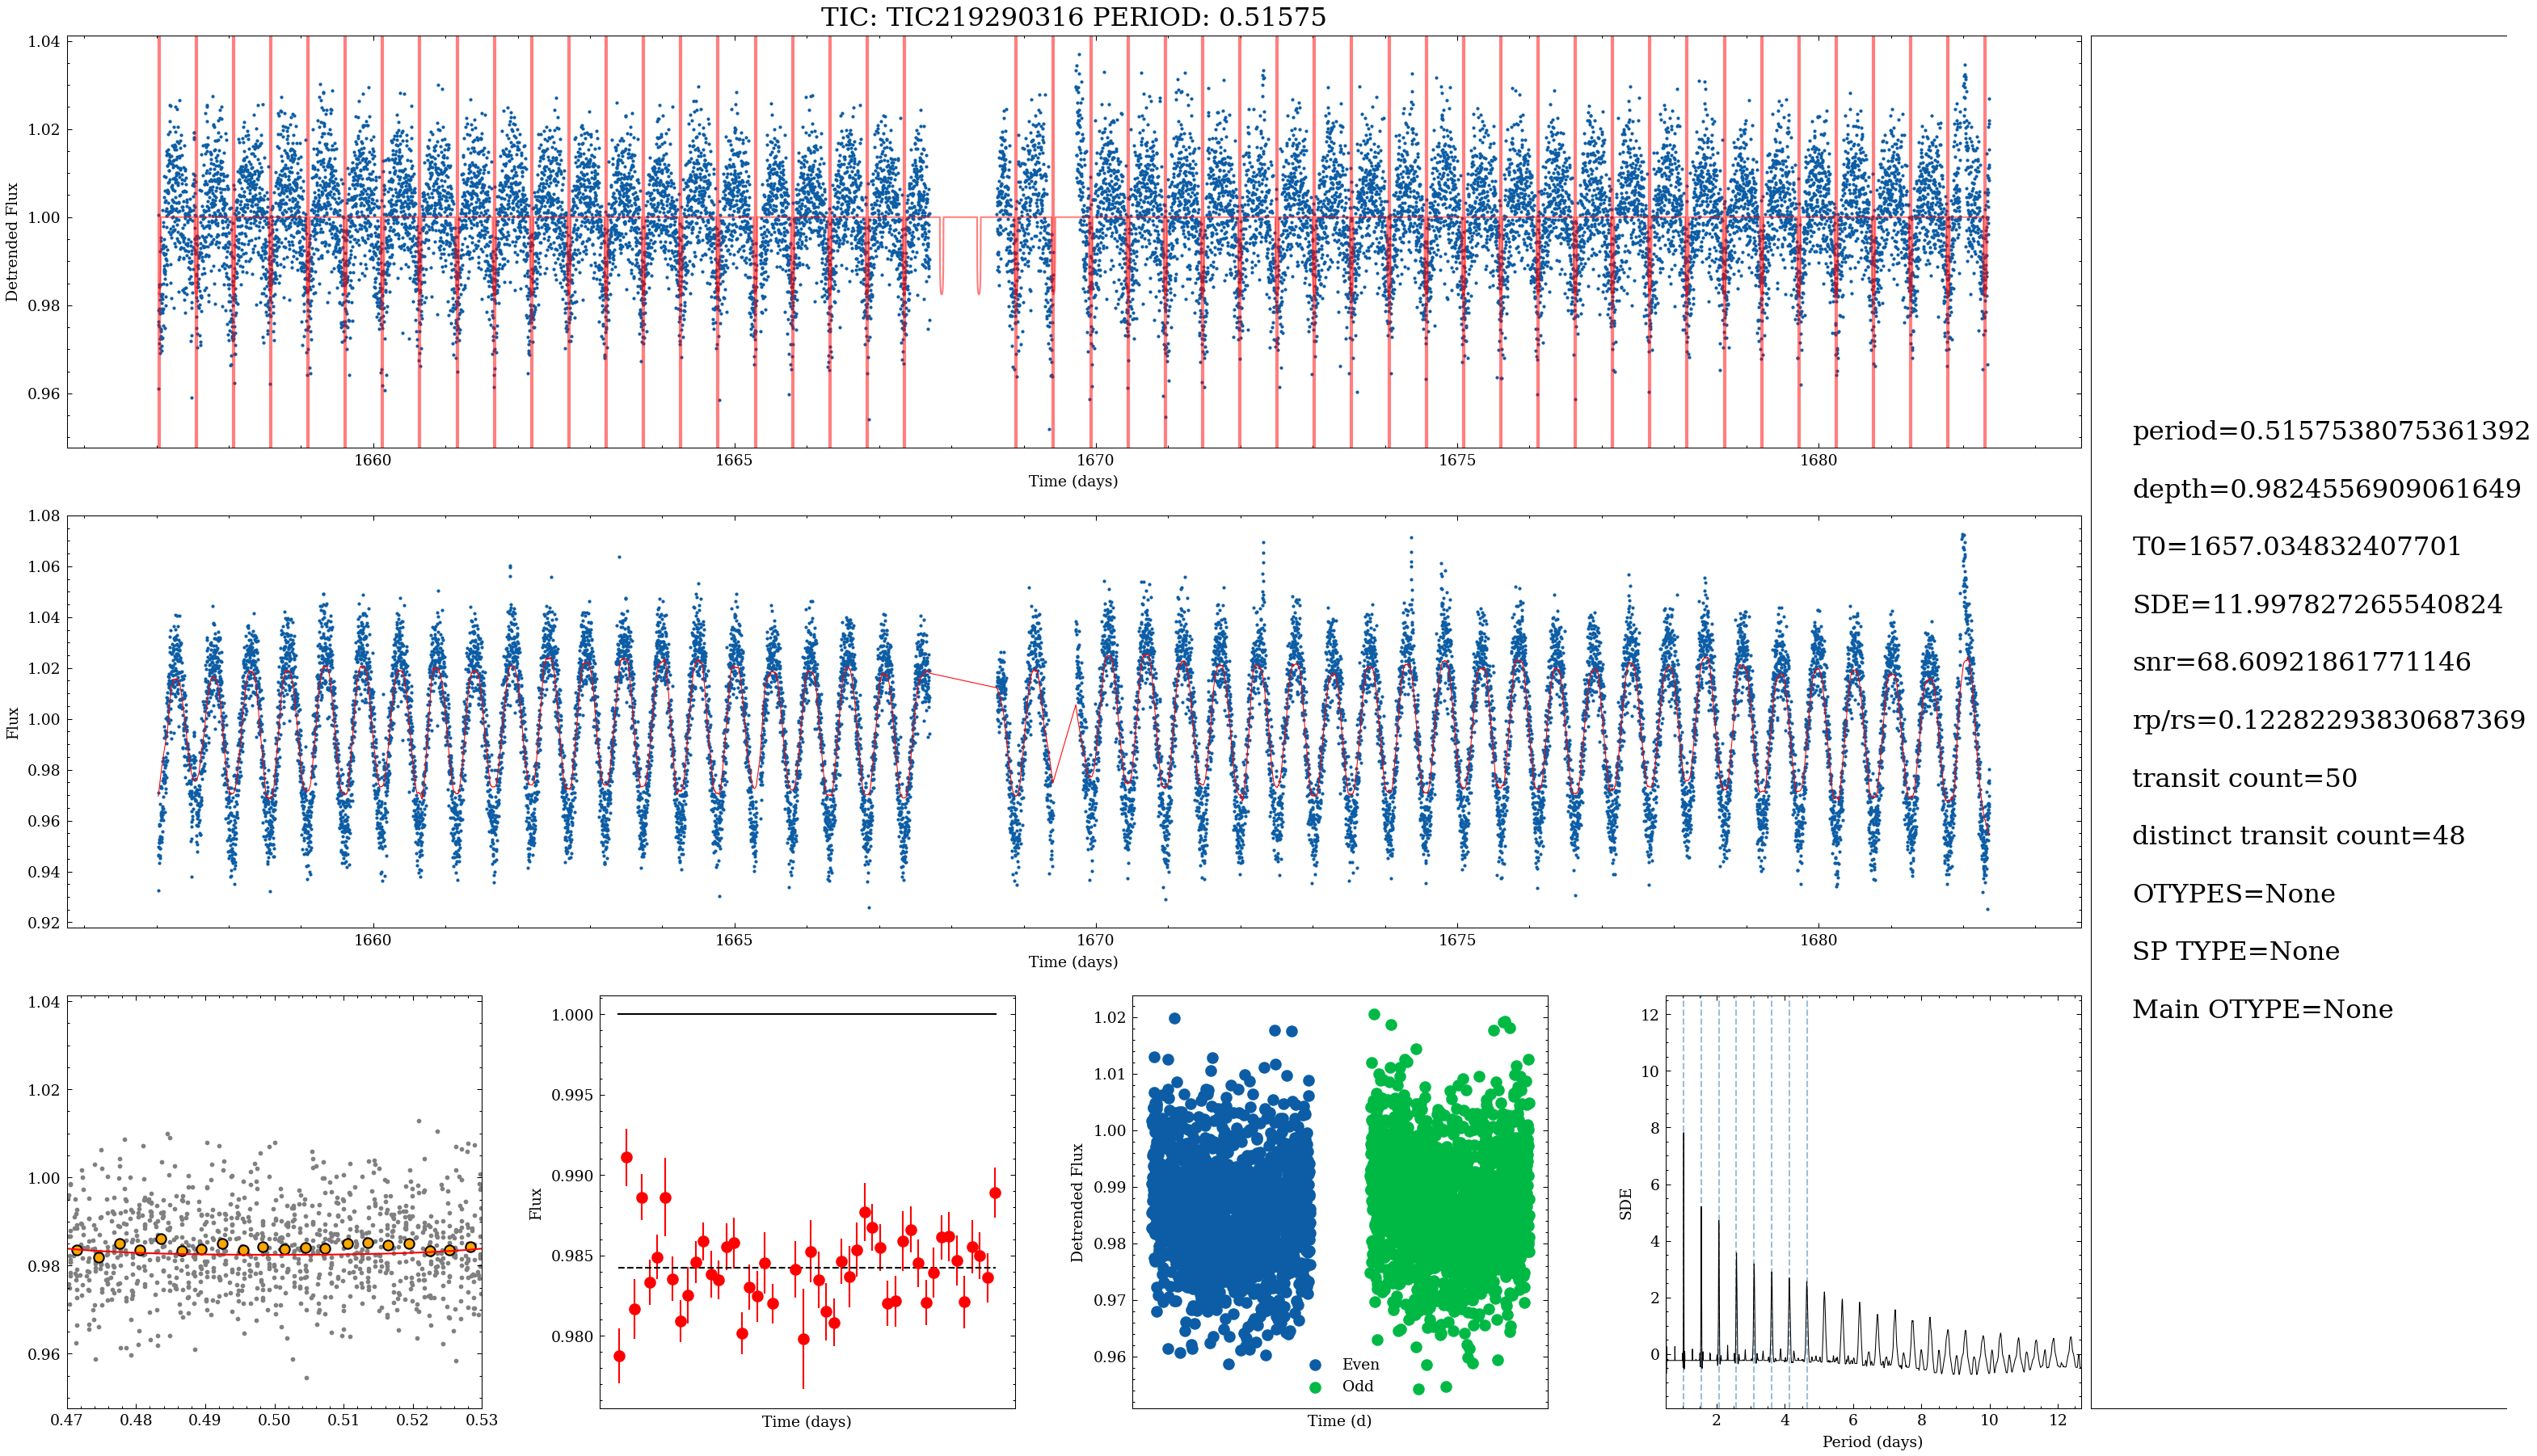 TIC: TIC219290316 PERIOD: 0.51575
1.04
1.02
1.00
0.98
0.96
Detrended Flux
1660
1665
1670
1675
1680
Time (days)
1.08
1.06
1.04
1.02
1.00
0.98
0.96
0.94
0.92
Flux
1660
1665
1670
1675
1680
Time (days)
1.04
1.02
1.00
0.98
0.96
0.47
0.48
0.49
0.50
0.51
0.52
0.53
1.000
0.995
0.990
0.985
0.980
Flux
Time (days)
1.02
1.01
1.00
0.99
0.98
0.97
0.96
Detrended Flux
Even
Odd
Time (d)
12
10
8
6
4
2
0
SDE
2
4
6
8
10
12
Period (days)
period=0.5157538075361392
depth=0.9824556909061649
T0=1657.034832407701
SDE=11.997827265540824
snr=68.60921861771146
rp/rs=0.12282293830687369
transit count=50
distinct transit count=48
OTYPES=None
SP TYPE=None
Main OTYPE=None